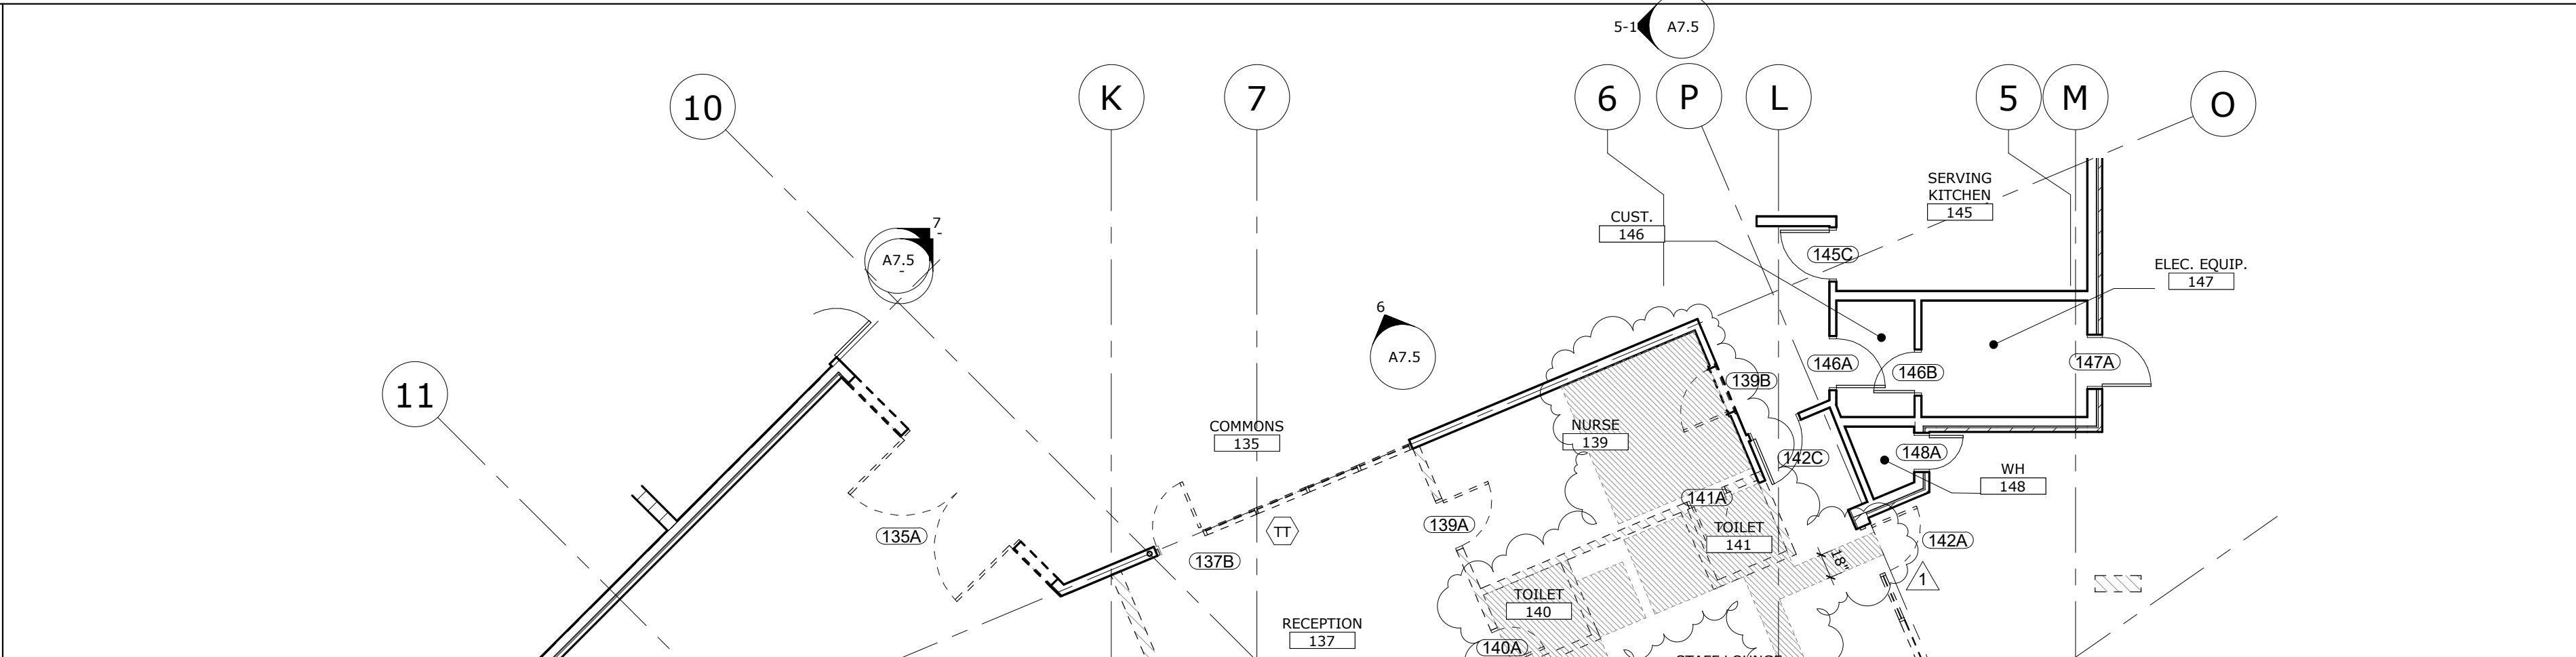 5-1
A7.5
10
K
7
6
P
L
5
M
O
SERVING
KITCHEN
145
CUST.
146
7
-
A7.5
-
145C
ELEC. EQUIP.
147
6
A7.5
146A
146B
147A
139B
11
COMMONS
135
NURSE
139
142C
148A
WH
148
141A
139A
TOILET
141
135A
TT
137B
142A
18"
1
TOILET
140
RECEPTION
137
140A